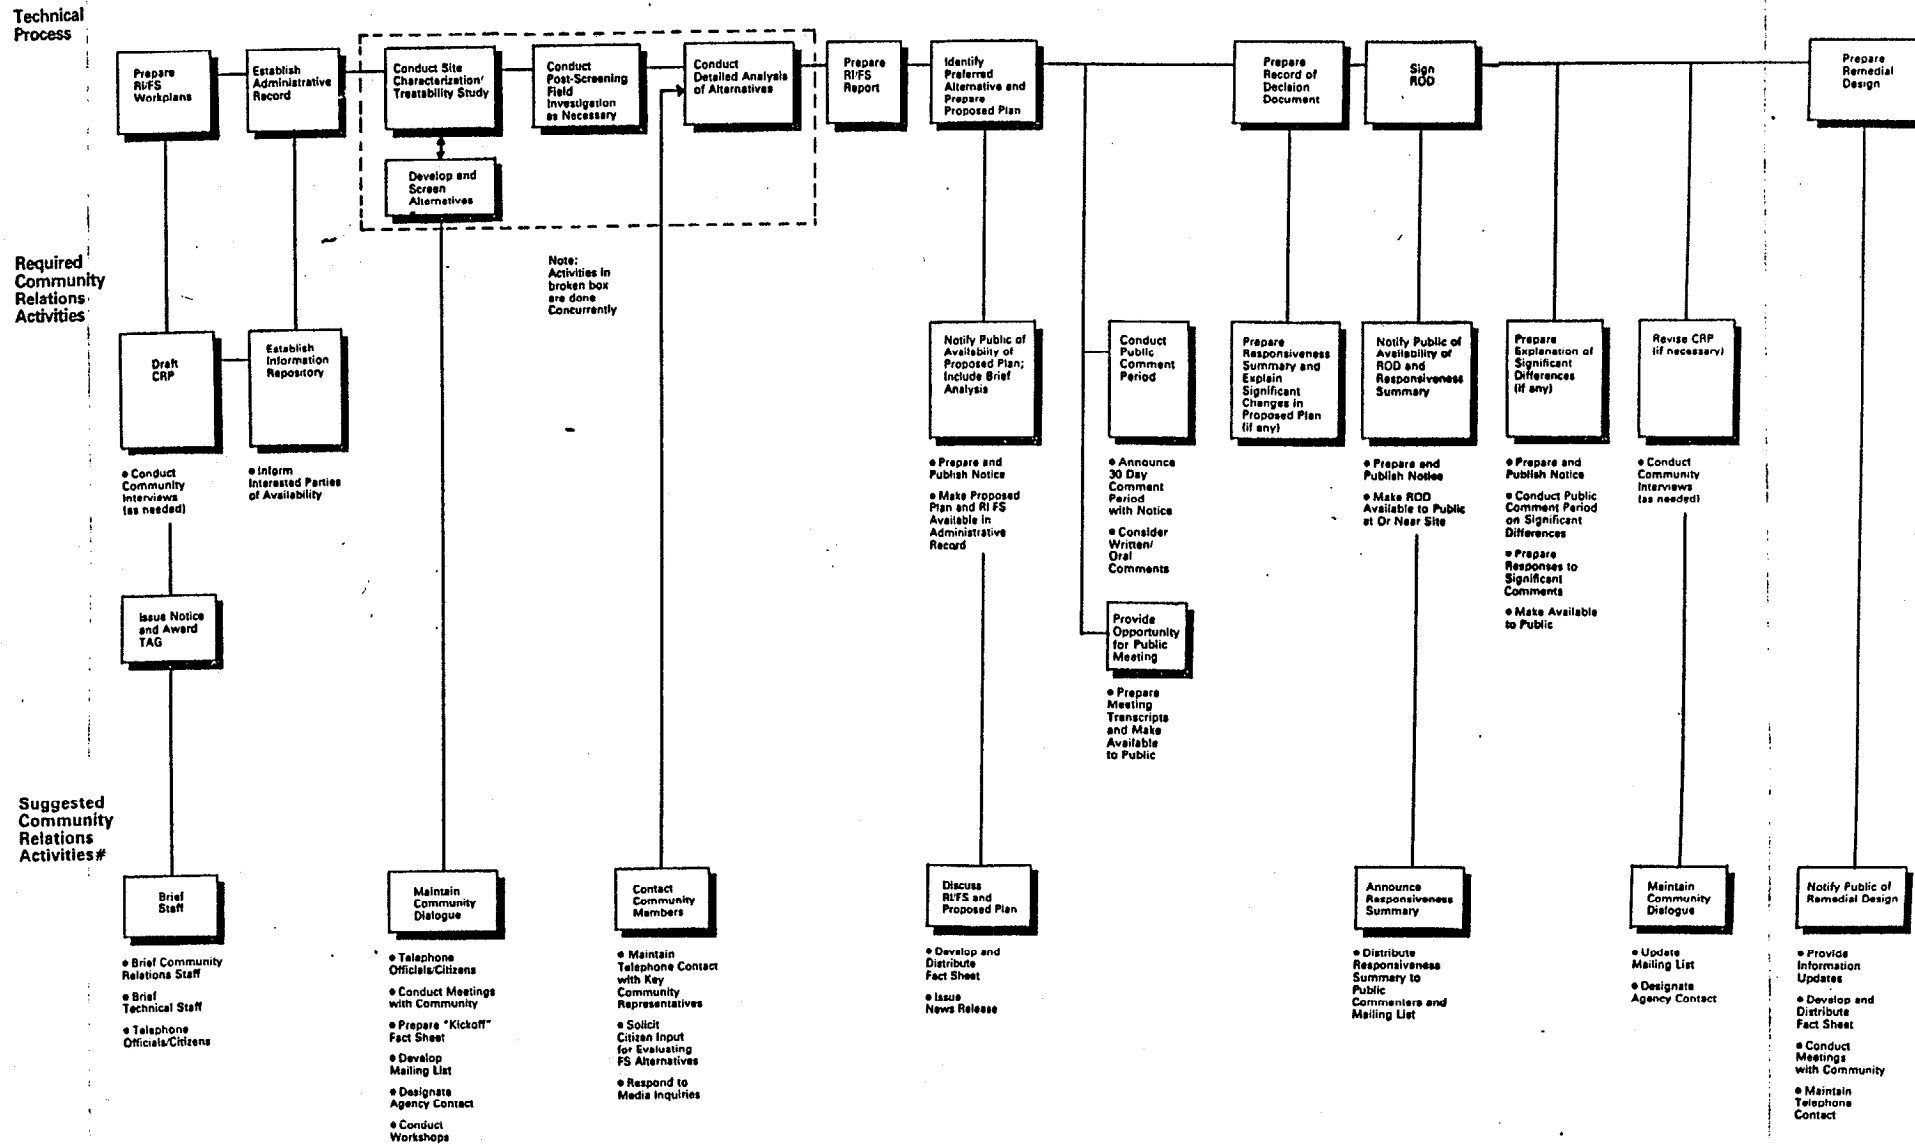 Technical
Process
Prepare
RI/FS
Workplans
Establish
Administrative
Record
Conduct Site
Characterization/
Treatability Study
Conduct
Post-Screening
Field
Investigation
as Necessary
Conduct
Detailed Analysis
of Alternatives
Prepare
RI/FS
Report
Identify
Preferred
Alternative and
Prepare
Proposed Plan
Prepare
Record of
Decision
Document
Sign
ROD
Prepare
Remedial
Design
Develop and
Screen
Alternatives
Note:
Activities in
broken box
are done
Concurrently
Required
Community
Relations
Activities
Draft
CRP
Establish
Information
Repository
Notify Public of
Availability of
Proposed Plan;
Include Brief
Analysis
Conduct
Public
Comment
Period
Prepare
Responsiveness
Summary and
Explain
Significant
Changes in
Proposed Plan
(if any)
Notify Public of
Availability of
ROD and
Responsiveness
Summary
Prepare
Explanation of
Significant
Differences
(if any)
Revise CRP
(if necessary)
• Conduct
Community
Interviews
(as needed)
• Inform
Interested Parties
of Availability
• Prepare and
Publish Notice
• Make Proposed
Plan and RI FS
Available in
Administrative
Record
• Announce
30 Day
Comment
Period
with Notice
• Consider
Written/
Oral
Comments
• Prepare and
Publish Notice
• Make ROD
Available to Public
at Or Near Site
• Prepare and
Publish Notice
• Conduct Public
Comment Period
on Significant
Differences
• Prepare
Responses to
Significant
Comments
• Make Available
to Public
• Conduct
Community
Interviews
(as needed)
Issue Notice
and Award
TAG
Provide
Opportunity
for Public
Meeting
• Prepare
Meeting
Transcripts
and Make
Available
to Public
Suggested
Community
Relations
Activities#
Brief
Staff
Maintain
Community
Dialogue
Contact
Community
Members
Discuss
RI/FS and
Proposed Plan
Announce
Responsiveness
Summary
Maintain
Community
Dialogue
Notify Public of
Remedial Design
• Brief Community
Relations Staff
• Brief
Technical Staff
• Telephone
Officials/Citizens
• Telephone
Officials/Citizens
• Conduct Meetings
with Community
• Prepare "Kickoff"
Fact Sheet
• Develop
Mailing List
• Designate
Agency Contact
• Conduct
Workshops
• Maintain
Telephone Contact
with Key
Community
Representatives
• Solicit
Citizen Input
for Evaluating
FS Alternatives
• Respond to
Media Inquiries
• Develop and
Distribute
Fact Sheet
• Issue
News Release
• Distribute
Responsiveness
Summary to
Public
Commenters and
Mailing List
• Update
Mailing List
• Designate
Agency Contact
• Provide
Information
Updates
• Develop and
Distribute
Fact Sheet
• Conduct
Meetings
with Community
• Maintain
Telephone
Contact